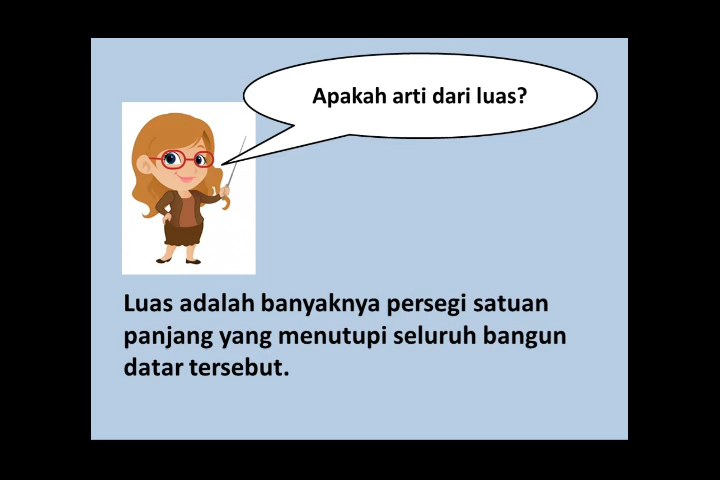 Apakah arti dari luas?
Luas adalah banyaknya persegi satuan
panjang yang menutupi seluruh bangun
datar tersebut.